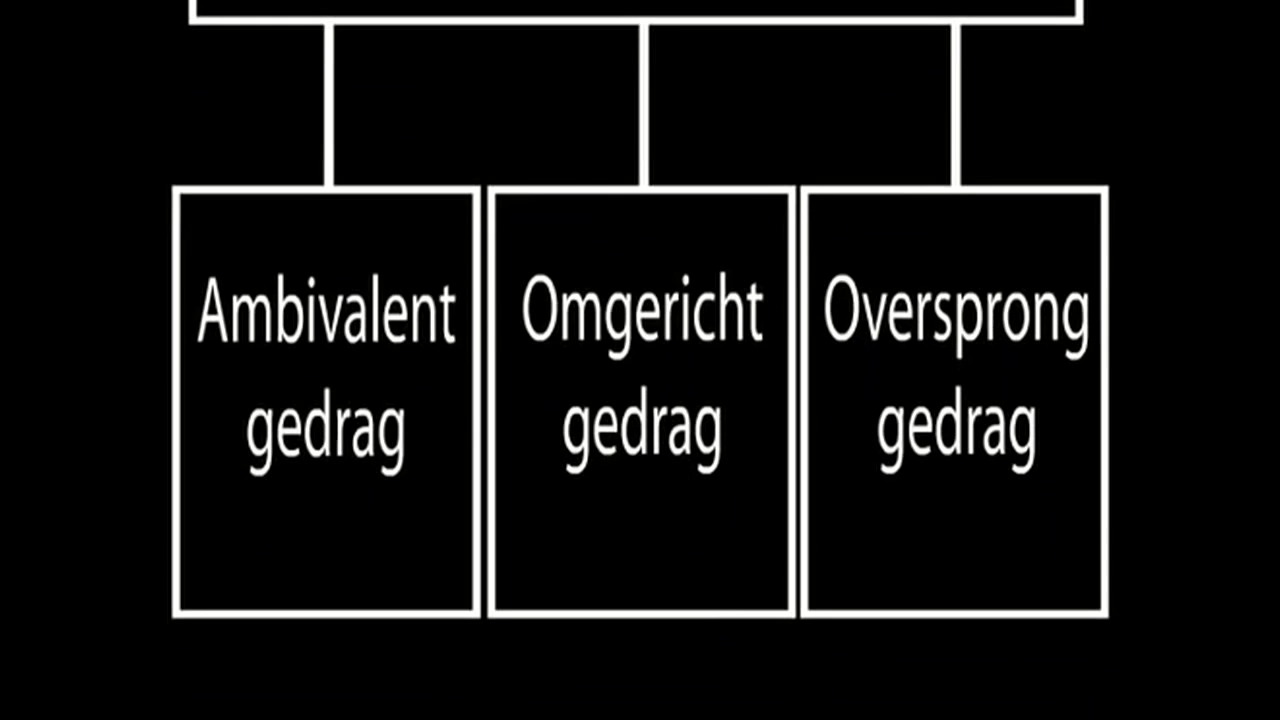 Ambivalent
gedrag
Omgericht
gedrag
Oversprong
gedrag